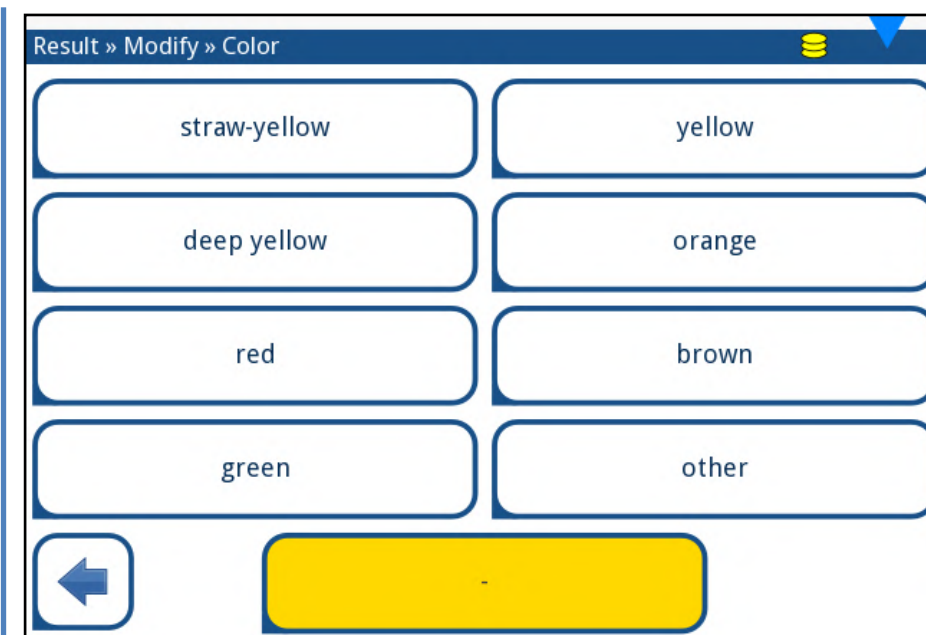 Result » Modify » Color
straw-yellow
yellow
deep yellow
orange
red
brown
green
other
-